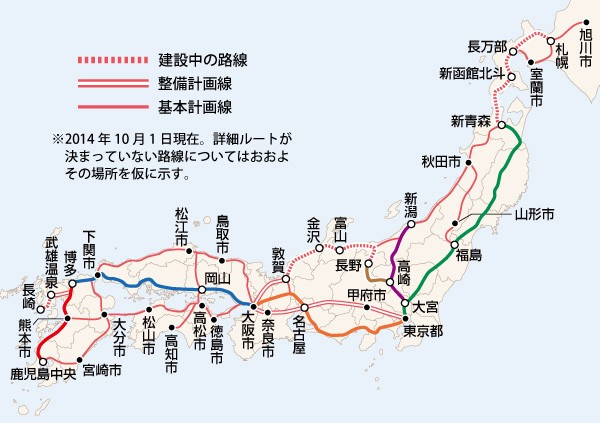 建設中の路線
整備計画線
基本計画線
※2014年10月1日現在。詳細ルートが
決まっていない路線についてはおおよ
その場所を仮に示す。
旭川市
長万部
札幌
新函館北斗
室蘭市
新青森
秋田市
新潟
山形市
福島
富山
金沢
長野
高崎
大宮
甲府市
東京都
敦賀
名古屋
奈良市
大阪市
鳥取市
松江市
岡山
徳島市
高松市
高知市
松山市
下関市
博多
武雄温泉
長崎
大分市
熊本市
宮崎市
鹿児島中央